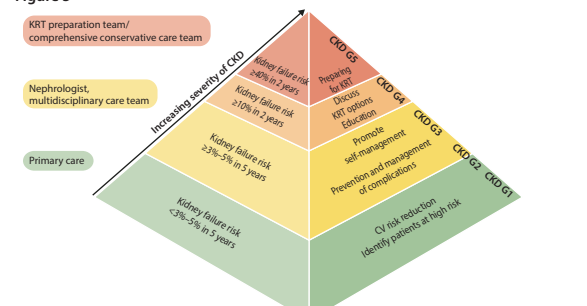 KRT preparation team/
comprehensive conservative care team
Nephrologist,
multidisciplinary care team
Primary care
Increasing severity of CKD
Kidney failure risk
≥40% in 2 years
Preparing
for KRT
CKD G5
Kidney failure risk
≥10% in 2 years
Discuss
KRT options
Education
CKD G4
Kidney failure risk
≥3%–5% in 5 years
Promote
self-management
Prevention and management
of complications
CKD G3
Kidney failure risk
<3%–5% in 5 years
CV risk reduction
Identify patients at high risk
CKD G2
CKD G1